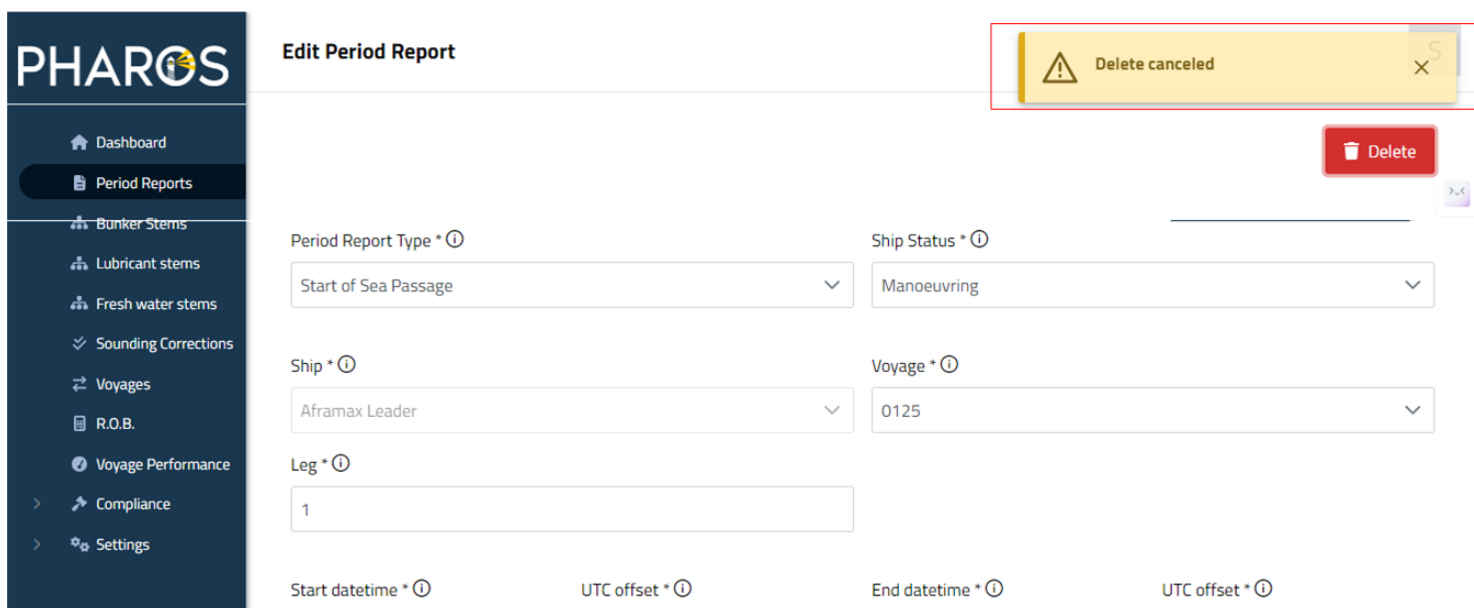 PHAROS
Edit Period Report
Delete canceled
S
Delete
Dashboard
Period Reports
Bunker Stems
Lubricant stems
Fresh water stems
Sounding Corrections
Voyages
R.O.B.
Voyage Performance
Compliance
Settings
Period Report Type *
Ship Status *
Start of Sea Passage
Manoeuvring
Ship *
Voyage *
Aframax Leader
0125
Leg *
1
Start datetime *
UTC offset *
End datetime *
UTC offset *